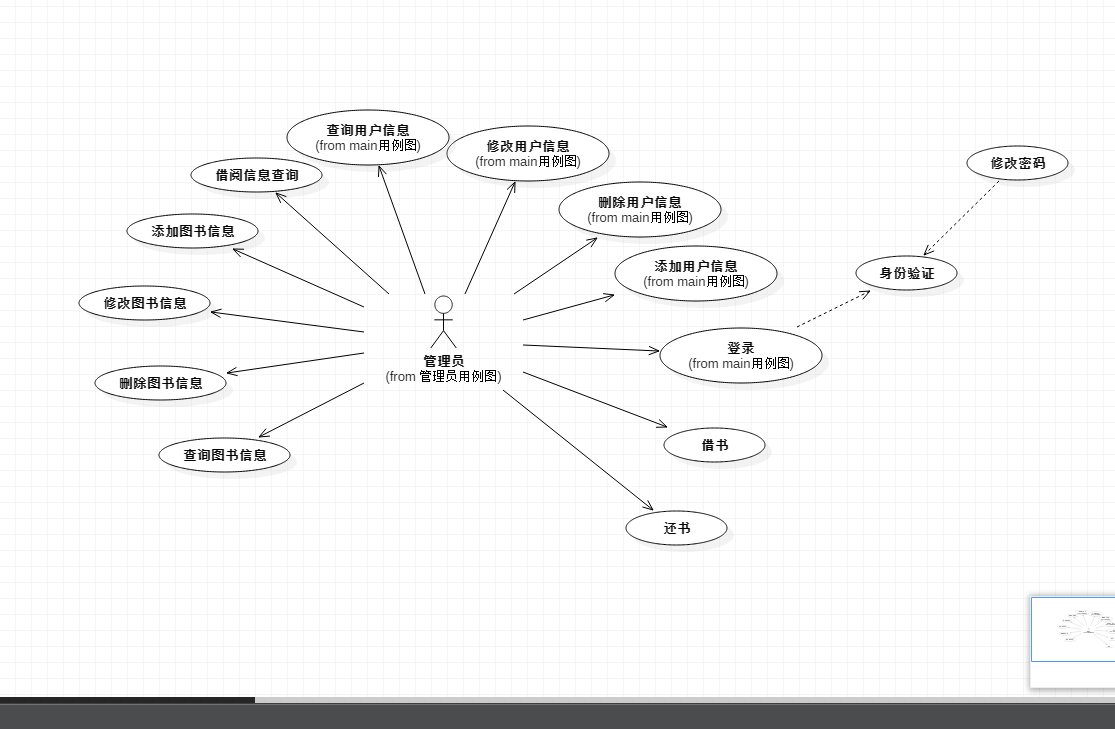 查询用户信息
(from main用例图)
修改用户信息
(from main用例图)
借阅信息查询
修改密码
删除用户信息
(from main用例图)
添加图书信息
添加用户信息
(from main用例图)
身份验证
修改图书信息
登录
(from main用例图)
管理员
(from 管理员用例图)
删除图书信息
借书
查询图书信息
还书